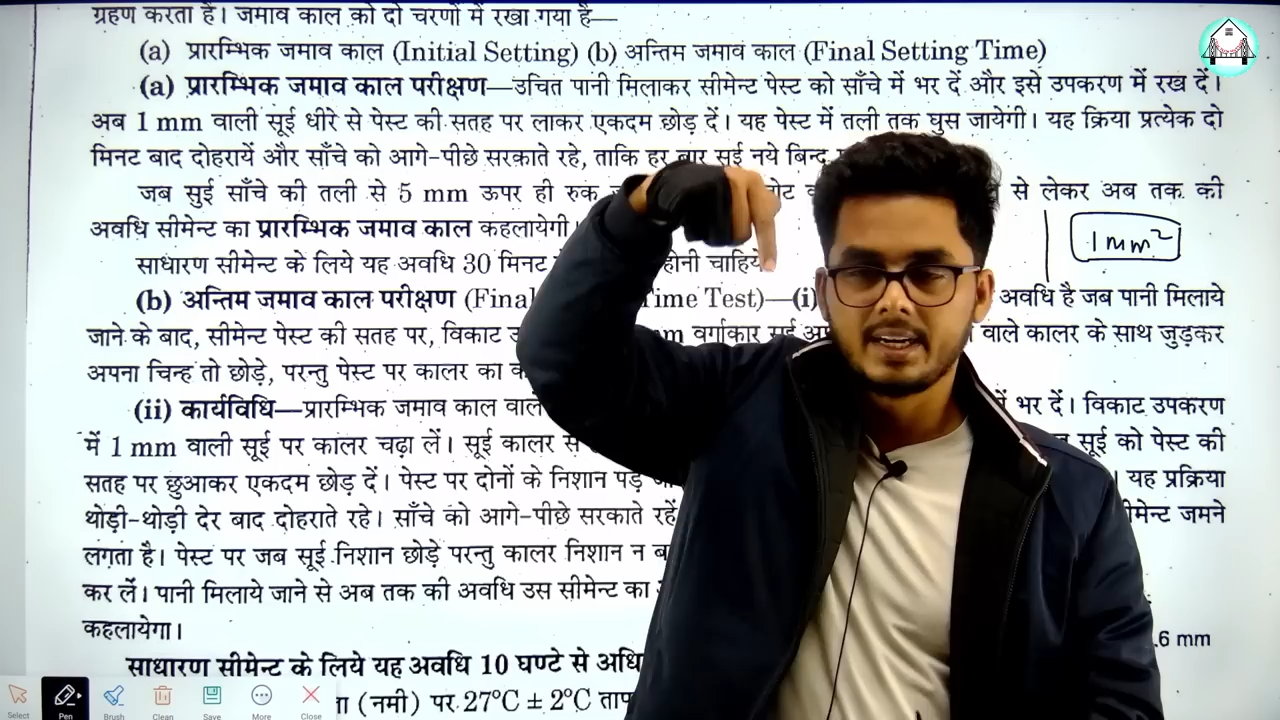 ग्रहण करता है। जमाव काल को दो चरणों में रखा गया है—
(a) प्रारम्भिक जमाव काल (Initial Setting) (b) अन्तिम जमाव काल (Final Setting Time)
(a) प्रारम्भिक जमाव काल परीक्षण—उचित पानी मिलाकर सीमेन्ट पेस्ट को साँचे में भर दें और इसे उपकरण में रख दें।
अब 1 mm वाली सूई धीरे से पेस्ट की सतह पर लाकर एकदम छोड़ दें। यह पेस्ट में तली तक घुस जायेगी। यह क्रिया प्रत्येक दो
मिनट बाद दोहरायें और साँचे को आगे-पीछे सरकाते रहे, ताकि हर बार सूई नये
जब सुई साँचे की तली से 5 mm ऊपर ही रुक से लेकर अब तक की
अवधि सीमेन्ट का प्रारम्भिक जमाव काल कहलायेगी
1 mm²
साधारण सीमेन्ट के लिये यह अवधि 30 मिनट होनी चाहिये
(b) अन्तिम जमाव काल परीक्षण (Final Time Test)—(i) अवधि है जब पानी मिलाये
जाने के बाद, सीमेन्ट पेस्ट की सतह पर, विकाट वर्गाकार सूई वाले कालर के साथ जुड़कर
अपना चिन्ह तो छोड़े, परन्तु पेस्ट पर कालर का
(ii) कार्यविधि—प्रारम्भिक जमाव काल वाले भर दें। विकाट उपकरण
में 1 mm वाली सूई पर कालर चढ़ा लें। सूई कालर से सूई को पेस्ट की
सतह पर छुआकर एकदम छोड़ दें। पेस्ट पर दोनों के निशान पड़ यह प्रक्रिया
थोड़ी-थोड़ी देर बाद दोहराते रहे। साँचे को आगे-पीछे सरकाते रहें जमने
लगता है। पेस्ट पर जब सूई निशान छोड़े परन्तु कालर निशान न
कर लें। पानी मिलाये जाने से अब तक की अवधि उस सीमेन्ट का
कहलायेगा।
6 mm
साधारण सीमेन्ट के लिये यह अवधि 10 घण्टे से
(नमी) पर 27°C ± 2°C
Select Pen Brush Clean Save More Close